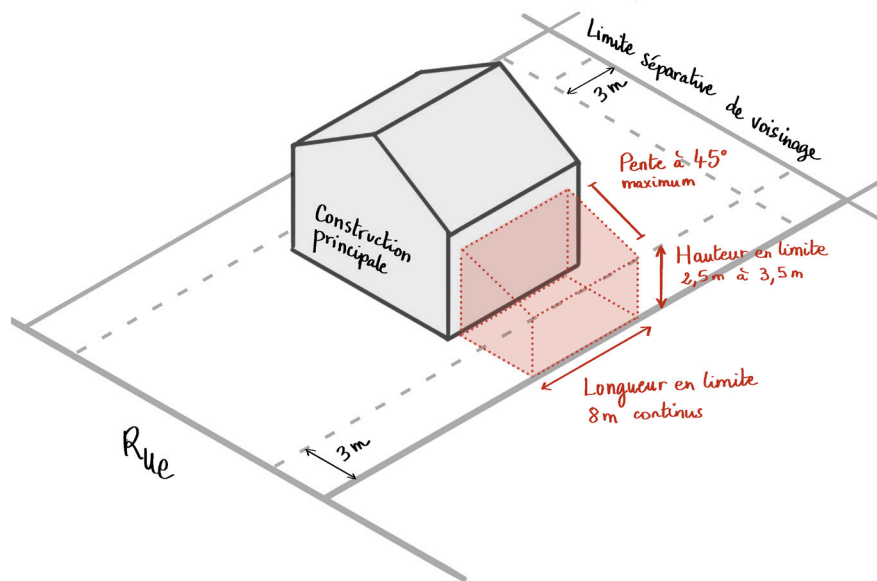 Limite séparative de voisinage
3m
Pente à 45°
maximum
Construction
principale
Hauteur en limite
2,5m à 3,5m
Longueur en limite
8m continus
Rue
3m